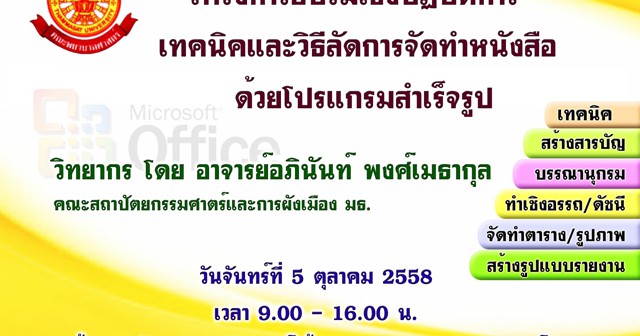 เทคนิคและวิธีลัดการจัดทำหนังสือ
ด้วยโปรแกรมสำเร็จรูป
Microsoft®
Office
วิทยากร โดย อาจารย์อภินันท์ พงศ์เมธากุล
คณะสถาปัตยกรรมศาตร์และการผังเมือง มธ.
เทคนิค
สร้างสารบัญ
บรรณานุกรม
ทำเชิงอรรถ/ดัชนี
จัดทำตาราง/รูปภาพ
สร้างรูปแบบรายงาน
วันจันทร์ที่ 5 ตุลาคม 2558
เวลา 9.00 - 16.00 น.